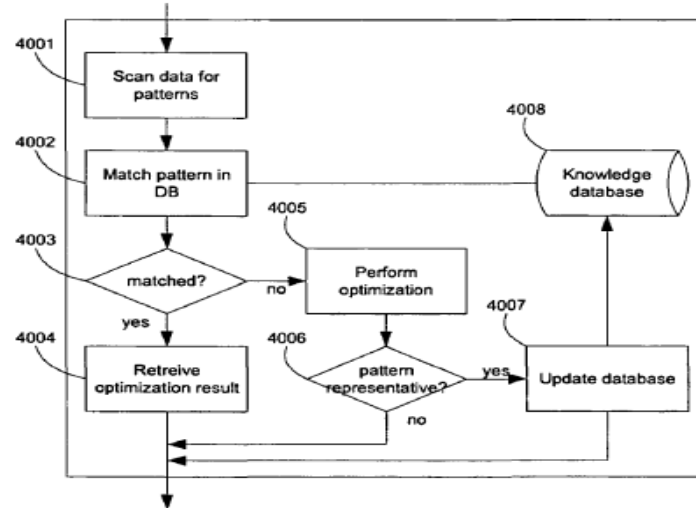 4001
Scan data for
patterns
4002
4008
Match pattern in
DB
Knowledge
database
4003
4005
matched?
no
Perform
optimization
yes
4004
4006
4007
Retreive
optimization result
pattern
representative?
yes
Update database
no